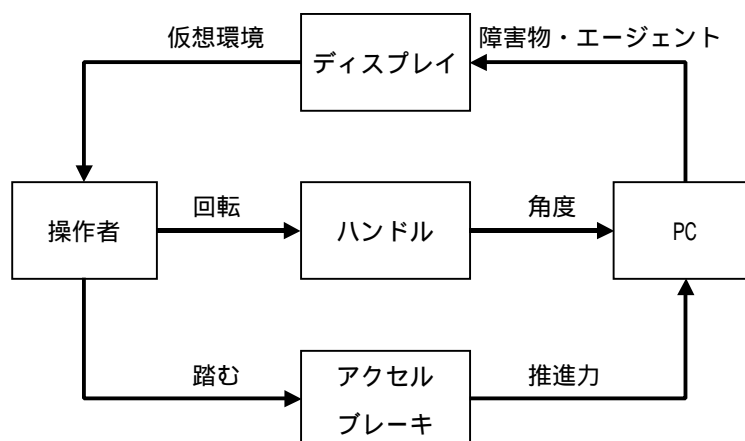 仮想環境
ディスプレイ
障害物・エージェント
操作者
回転
ハンドル
角度
PC
踏む
アクセル
ブレーキ
推進力